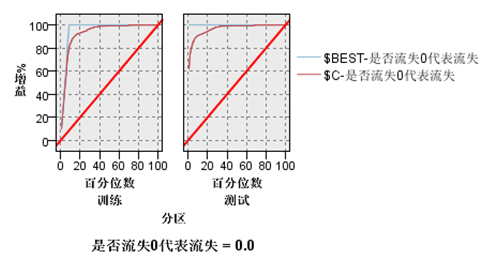 100
80
60
40
20
0
增益%
0 20 40 60 80 100
0 20 40 60 80 100
百分位数
百分位数
训练
测试
分区
$BEST-是否流失0代表流失
$C-是否流失0代表流失
是否流失0代表流失 = 0.0